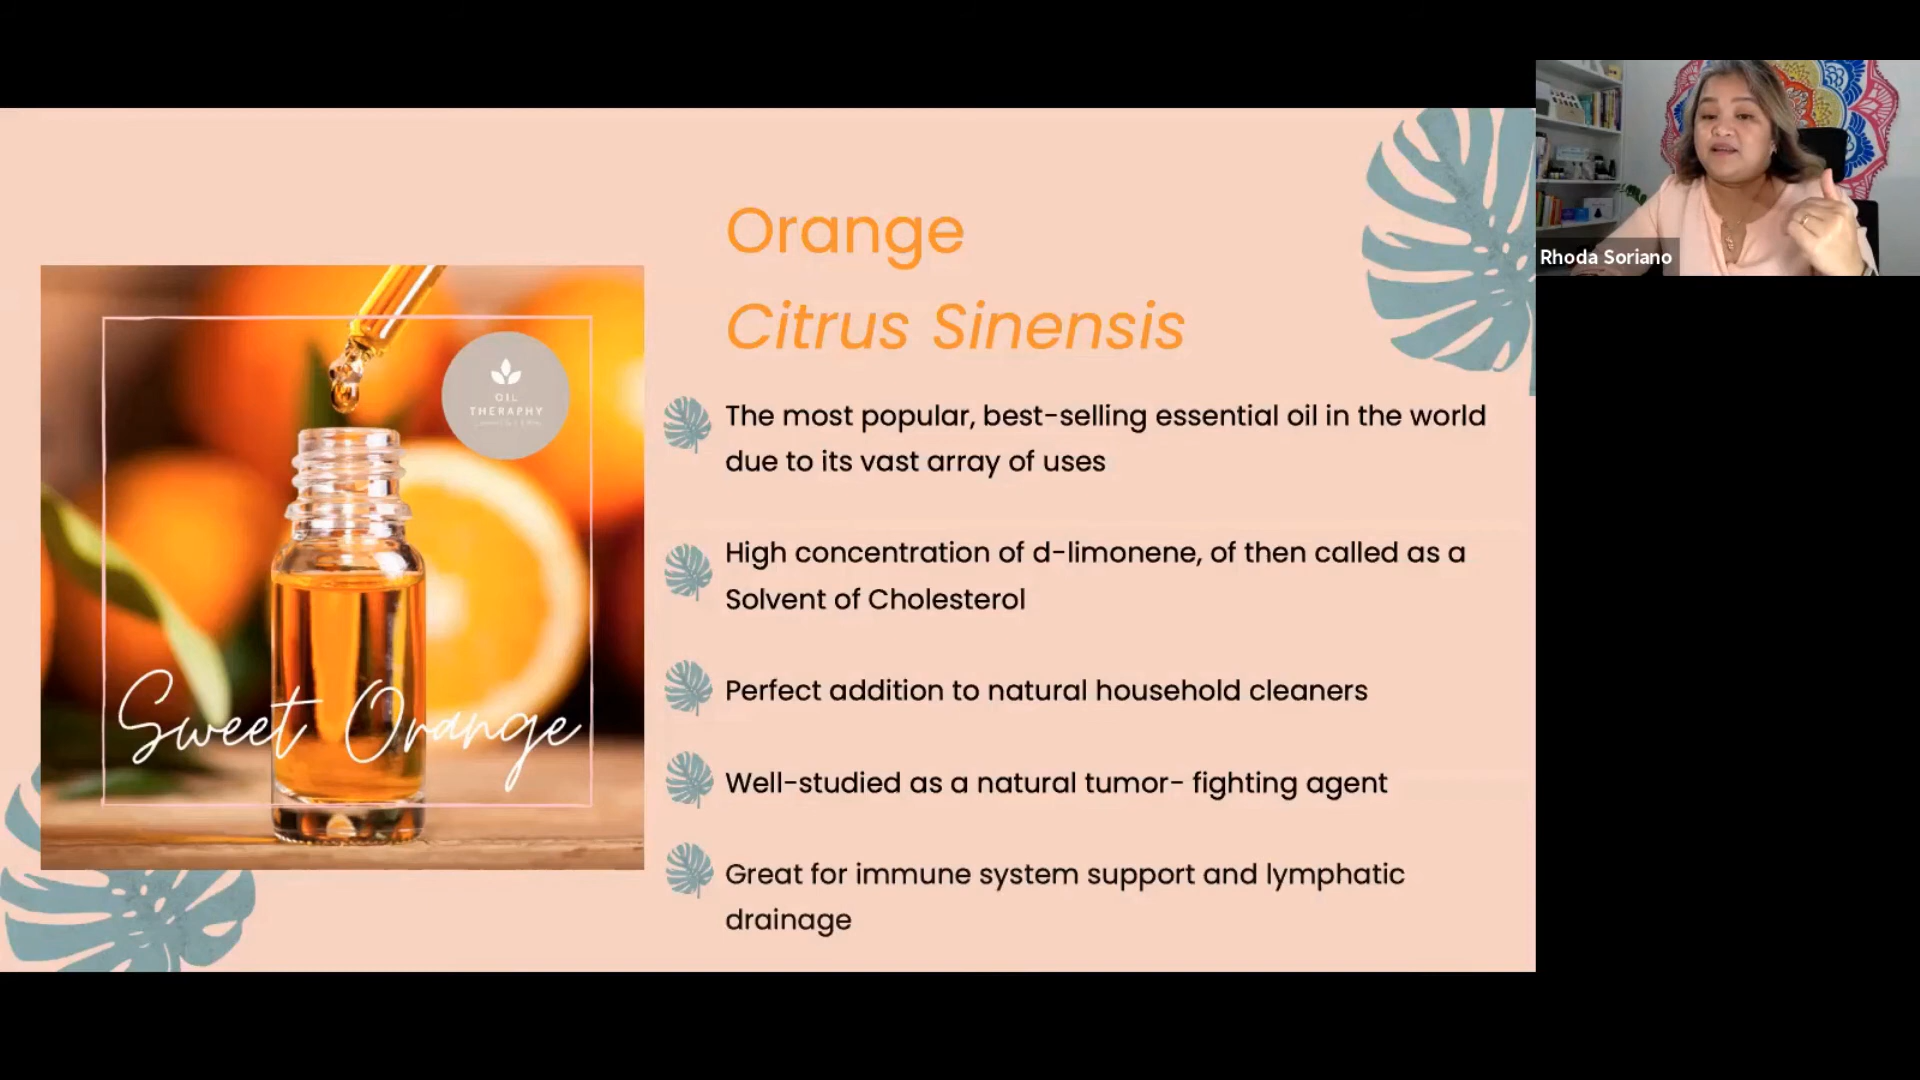 Orange
Citrus Sinensis
The most popular, best-selling essential oil in the world
due to its vast array of uses
High concentration of d-limonene, of then called as a
Solvent of Cholesterol
Perfect addition to natural household cleaners
Well-studied as a natural tumor- fighting agent
Great for immune system support and lymphatic
drainage
OIL
THERAPHY
Sweet Orange
Rhoda Soriano